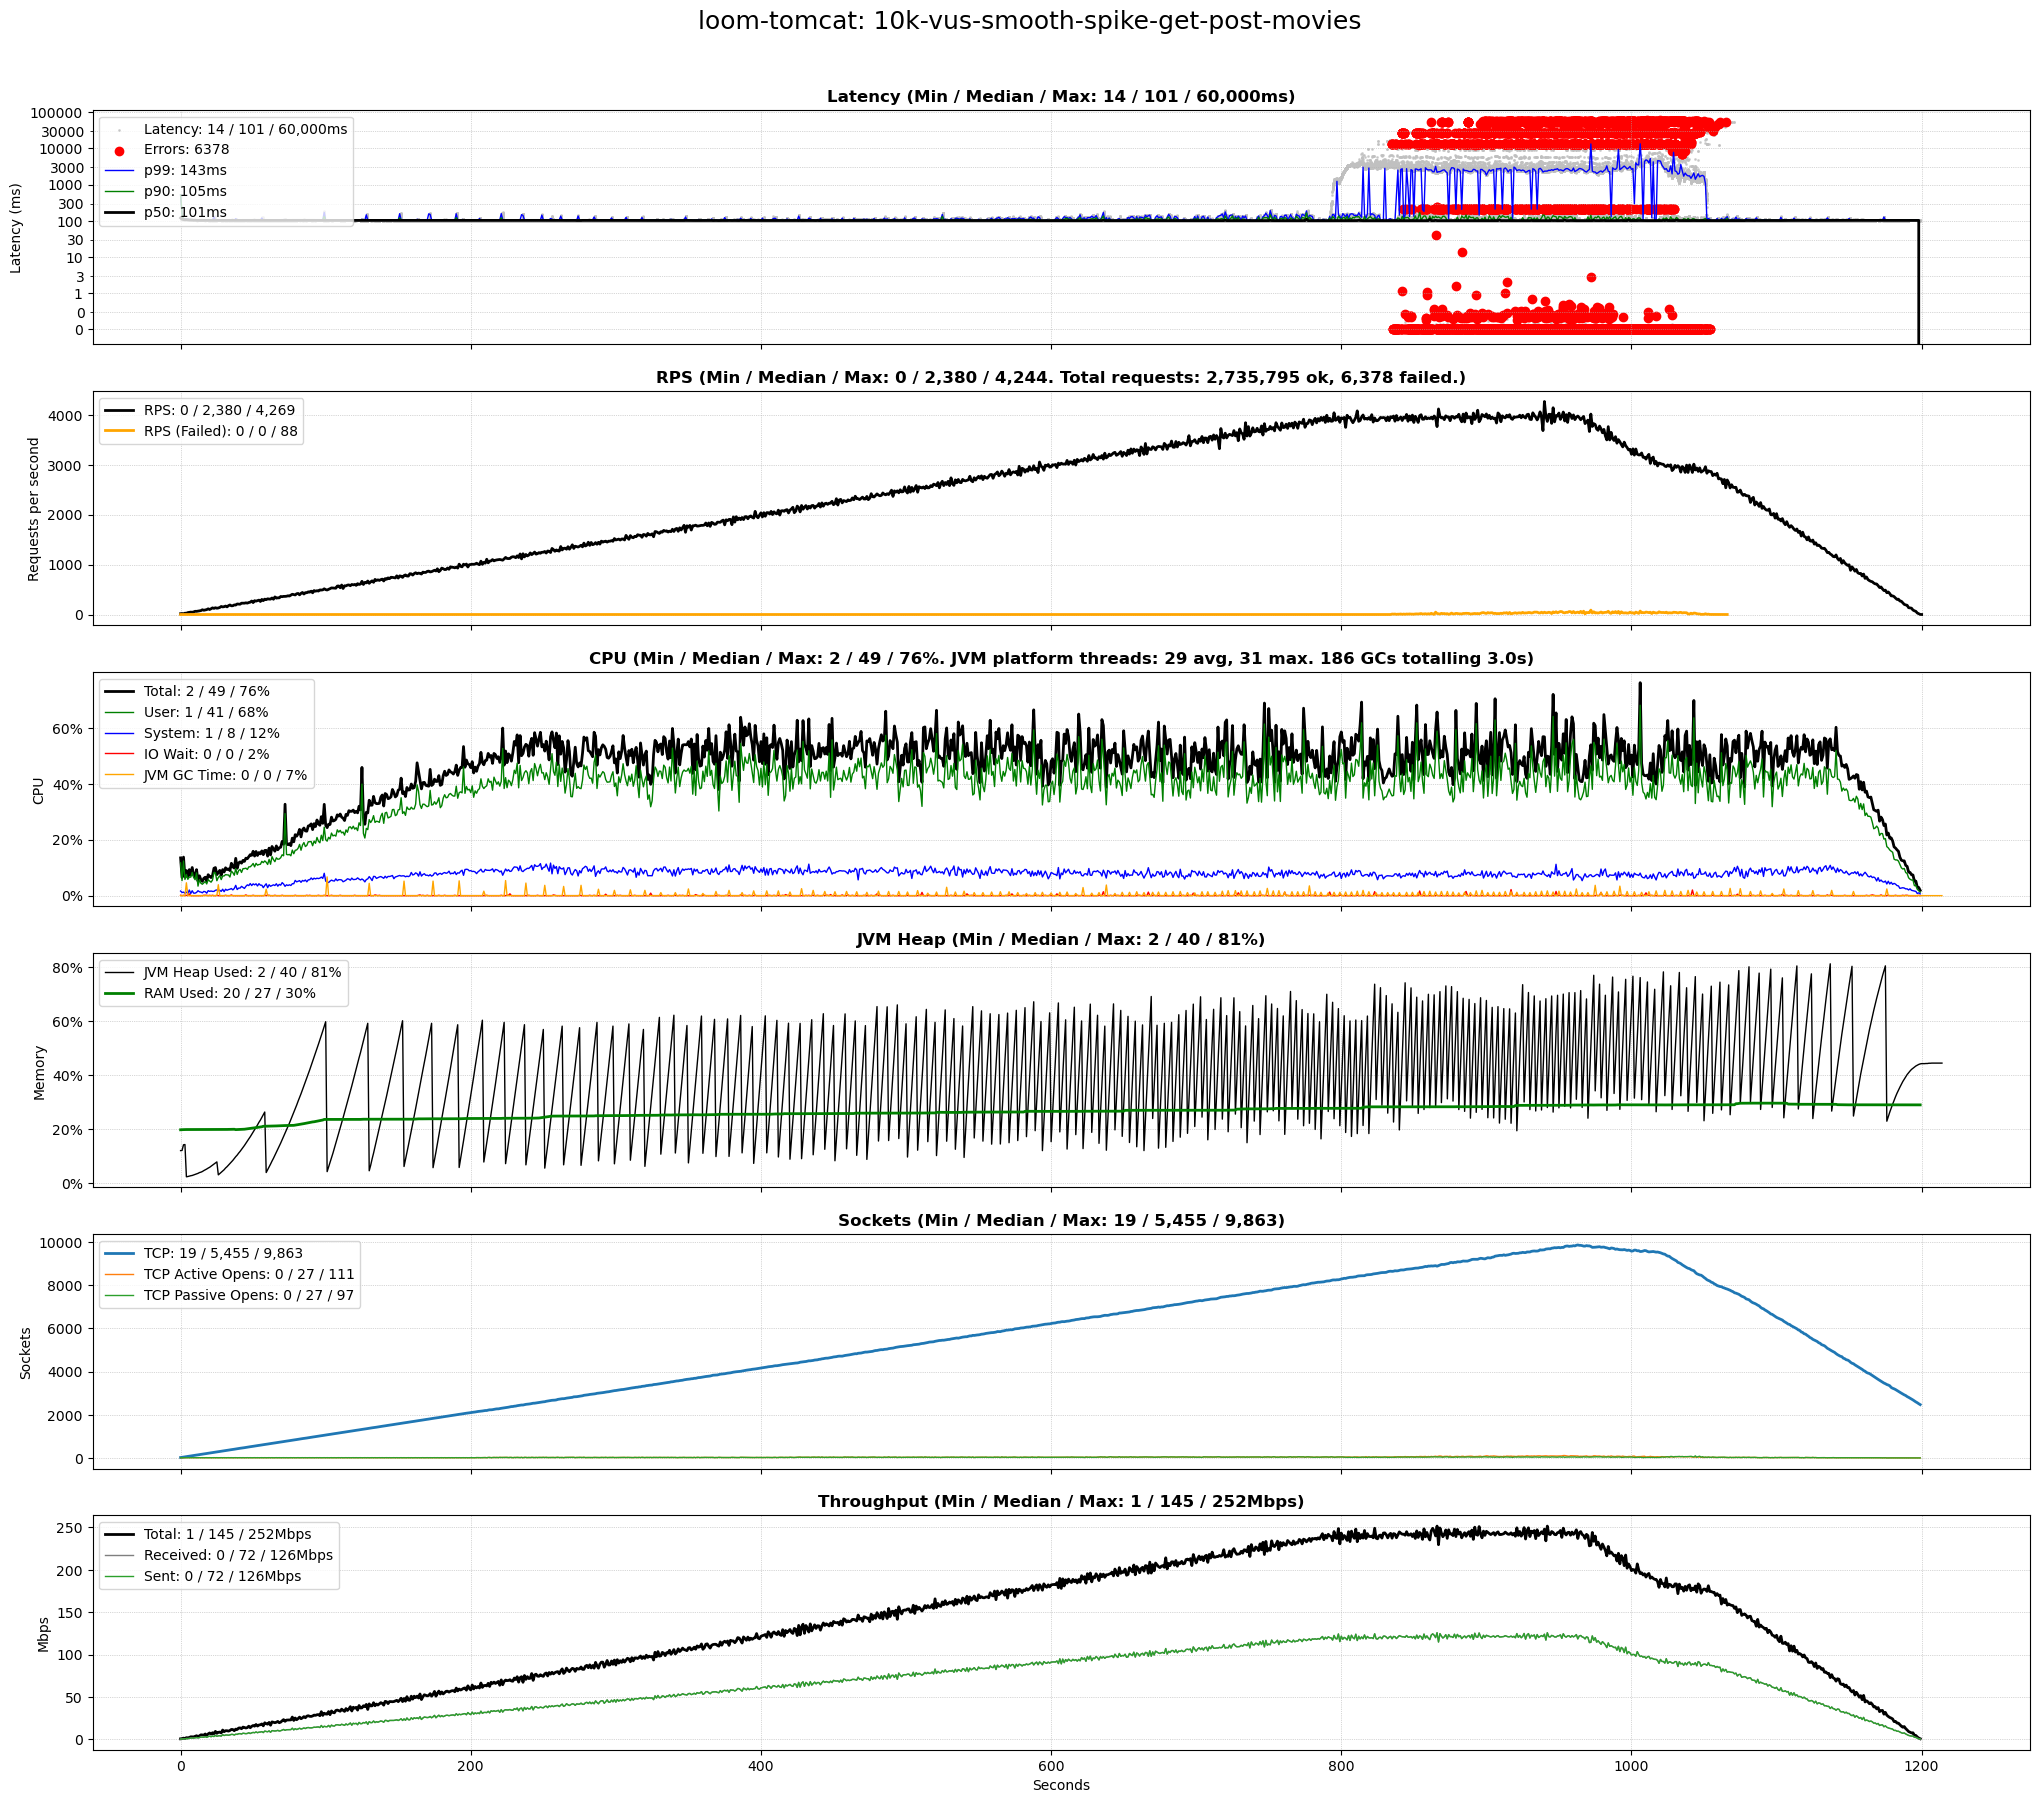 loom-tomcat: 10k-vus-smooth-spike-get-post-movies
Latency (Min / Median / Max: 14 / 101 / 60,000ms)
Latency (ms)
100000
30000
10000
3000
1000
300
100
30
10
3
1
0
0
Latency: 14 / 101 / 60,000ms
Errors: 6378
p99: 143ms
p90: 105ms
p50: 101ms
RPS (Min / Median / Max: 0 / 2,380 / 4,244. Total requests: 2,735,795 ok, 6,378 failed.)
Requests per second
4000
3000
2000
1000
0
RPS: 0 / 2,380 / 4,269
RPS (Failed): 0 / 0 / 88
CPU (Min / Median / Max: 2 / 49 / 76%. JVM platform threads: 29 avg, 31 max. 186 GCs totalling 3.0s)
CPU
60%
40%
20%
0%
Total: 2 / 49 / 76%
User: 1 / 41 / 68%
System: 1 / 8 / 12%
IO Wait: 0 / 0 / 2%
JVM GC Time: 0 / 0 / 7%
JVM Heap (Min / Median / Max: 2 / 40 / 81%)
Memory
80%
60%
40%
20%
0%
JVM Heap Used: 2 / 40 / 81%
RAM Used: 20 / 27 / 30%
Sockets (Min / Median / Max: 19 / 5,455 / 9,863)
Sockets
10000
8000
6000
4000
2000
0
TCP: 19 / 5,455 / 9,863
TCP Active Opens: 0 / 27 / 111
TCP Passive Opens: 0 / 27 / 97
Throughput (Min / Median / Max: 1 / 145 / 252Mbps)
Mbps
250
200
150
100
50
0
Total: 1 / 145 / 252Mbps
Received: 0 / 72 / 126Mbps
Sent: 0 / 72 / 126Mbps
0 200 400 600 800 1000 1200
Seconds